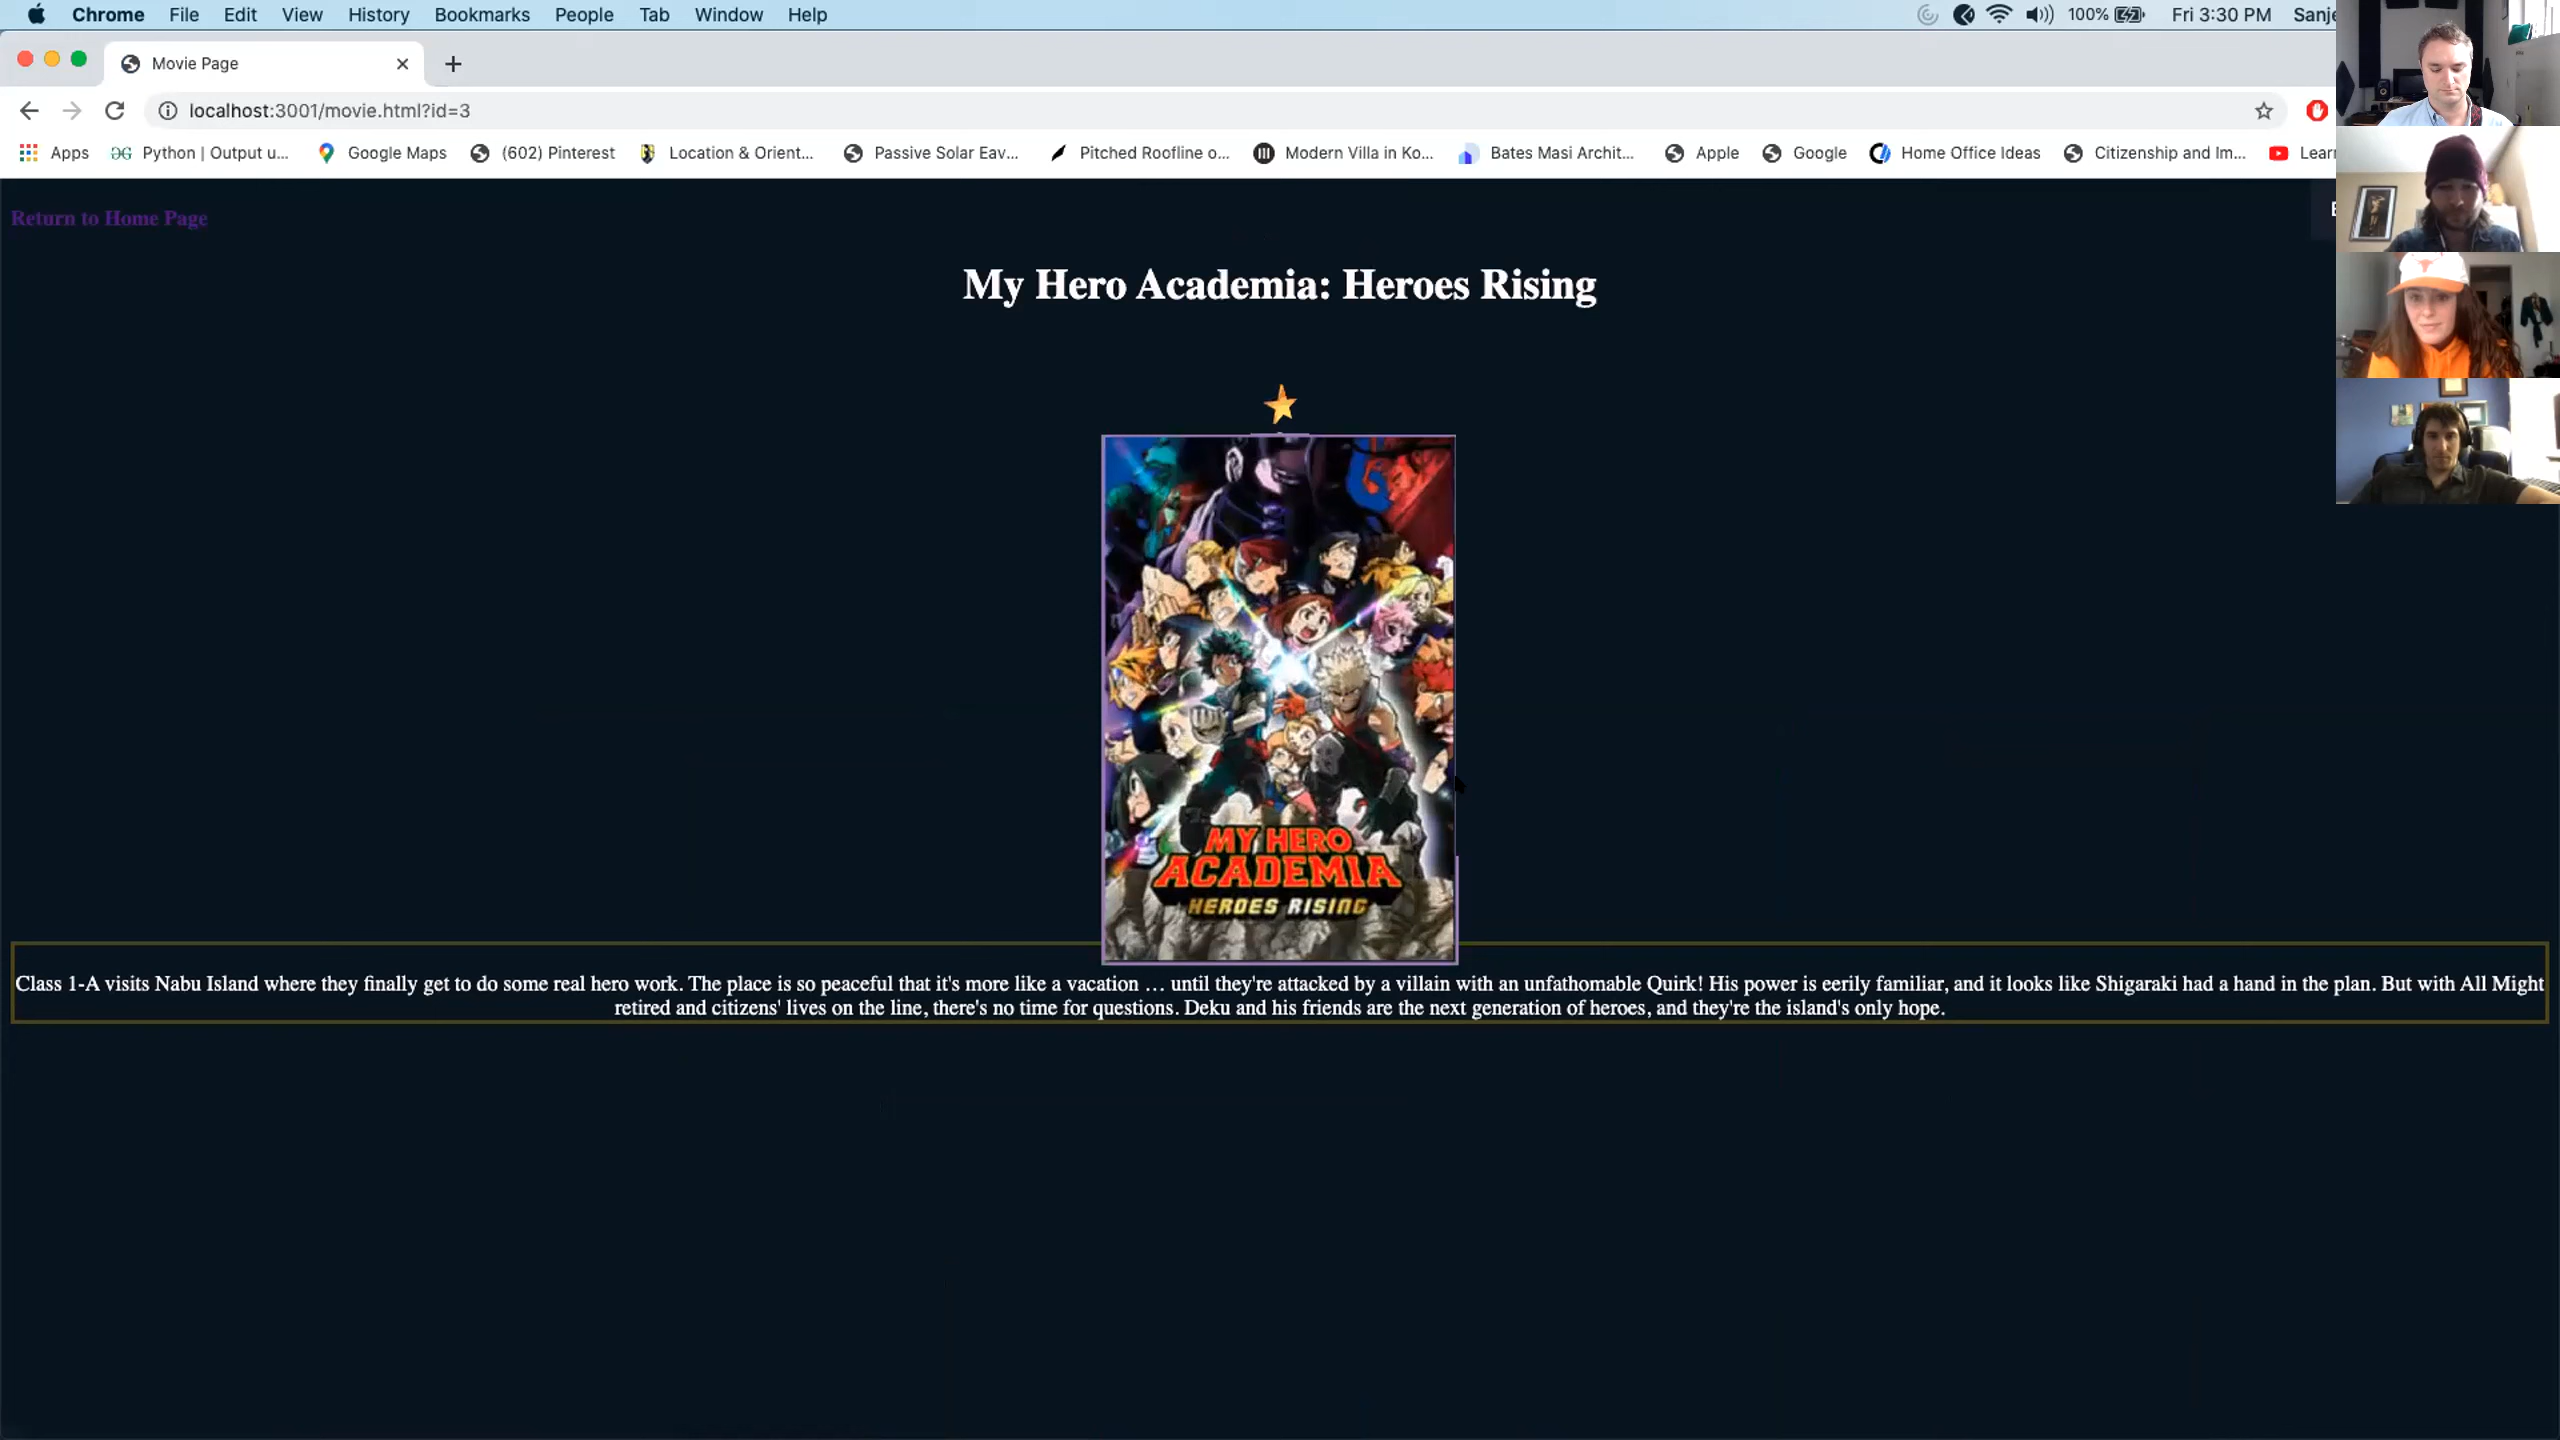 Chrome File Edit View History Bookmarks People Tab Window Help 100% Fri 3:30 PM
Movie Page
localhost:3001/movie.html?id=3
Apps Python | Output u... Google Maps (602) Pinterest Location & Orient... Passive Solar Eav... Pitched Roofline o... Modern Villa in Ko... Bates Masi Archit... Apple Google Home Office Ideas Citizenship and Im...
Return to Home Page
My Hero Academia: Heroes Rising
MY HERO
ACADEMIA
HEROES RISING
Class 1-A visits Nabu Island where they finally get to do some real hero work. The place is so peaceful that it's more like a vacation … until they're attacked by a villain with an unfathomable Quirk! His power is eerily familiar, and it looks like Shigaraki had a hand in the plan. But with All Might
retired and citizens' lives on the line, there's no time for questions. Deku and his friends are the next generation of heroes, and they're the island's only hope.